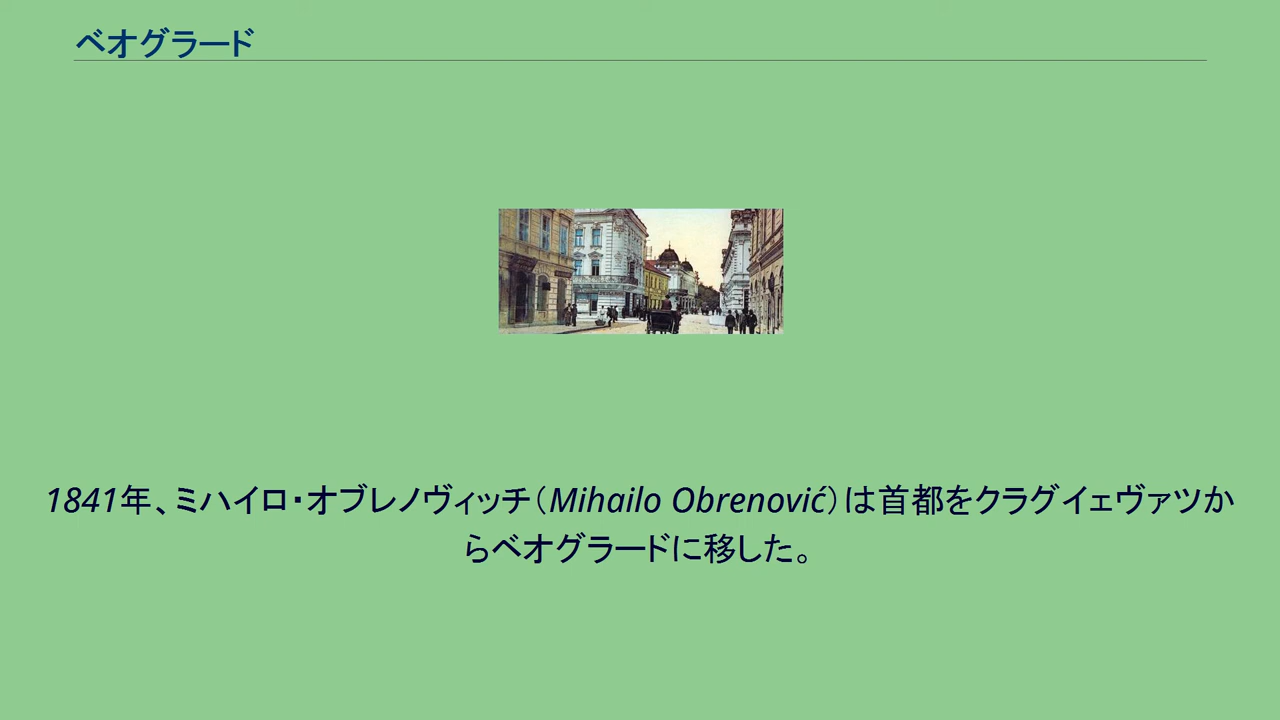 ベオグラード
1841年、ミハイロ・オブレノヴィッチ（Mihailo Obrenović）は首都をクラグイェヴァツか
らベオグラードに移した。